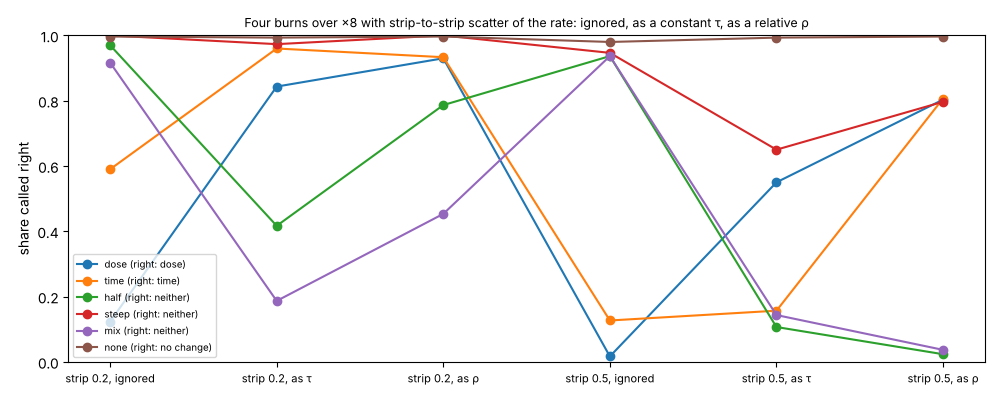 Four burns over ×8 with strip-to-strip scatter of the rate: ignored, as a constant τ, as a relative ρ
share called right
1.0
0.8
0.6
0.4
0.2
0.0
dose (right: dose)
time (right: time)
half (right: neither)
steep (right: neither)
mix (right: neither)
none (right: no change)
strip 0.2, ignored
strip 0.2, as τ
strip 0.2, as ρ
strip 0.5, ignored
strip 0.5, as τ
strip 0.5, as ρ